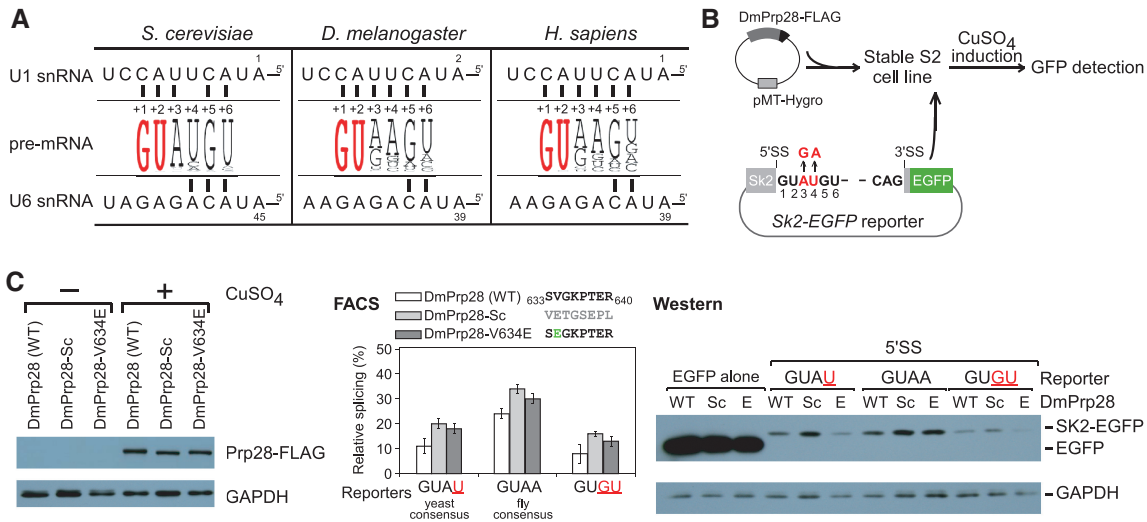 A
S. cerevisiae D. melanogaster H. sapiens
U1 snRNA
1 2 1
UCCAUUCAUA–5' UCCAUUCAUA–5' UCCAUUCAUA–5'
+1 +2 +3 +4 +5 +6 +1 +2 +3 +4 +5 +6 +1 +2 +3 +4 +5 +6
pre-mRNA
GUAUGU GUAAGU GUAAGU
U6 snRNA
UAGAGACAUA–5' AAGAGACAUA–5' AAGAGACAUA–5'
45 39 39
B
DmPrp28-FLAG
pMT-Hygro
Stable S2
cell line
CuSO4
induction
GFP detection
G A
5'SS 3'SS
Sk2 GUAUGU– – CAG EGFP
1 2 3 4 5 6
Sk2-EGFP reporter
C
– + CuSO4
DmPrp28 (WT)
DmPrp28-Sc
DmPrp28-V634E
DmPrp28 (WT)
DmPrp28-Sc
DmPrp28-V634E
Prp28-FLAG
GAPDH
FACS
DmPrp28 (WT) 633SVGKPTER640
DmPrp28-Sc VETGSEPL
DmPrp28-V634E SEGKPTER
Relative splicing (%)
50
40
30
20
10
0
Reporters GUAU GUAA GUGU
yeast consensus
fly consensus
Western
5'SS
EGFP alone GUAU GUAA GUGU Reporter
WT Sc E WT Sc E WT Sc E WT Sc E DmPrp28
SK2-EGFP
EGFP
GAPDH